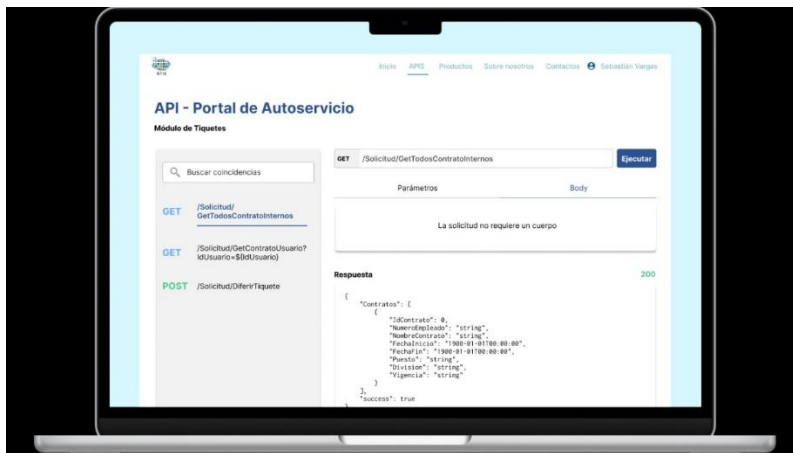 Inicio APIS Productos Sobre nosotros Contactos Sebastián Vargas
API - Portal de Autoservicio
Módulo de Tiquetes
Buscar coincidencias
GET /Solicitud/
GetTodosContratoInternos
GET /Solicitud/GetContratoUsuario?
IdUsuario=${IdUsuario}
POST /Solicitud/DiferirTiquete
GET /Solicitud/GetTodosContratoInternos Ejecutar
Parámetros Body
La solicitud no requiere un cuerpo
Respuesta 200
{
"Contratos": [
{
"IdContrato": 0,
"NumeroEmpleado": "string",
"NombreContrato": "string",
"FechaInicio": "1900-01-01T00:00:00",
"FechaFin": "1900-01-01T00:00:00",
"Puesto": "string",
"Division": "string",
"Vigencia": "string"
}
],
"success": true
}